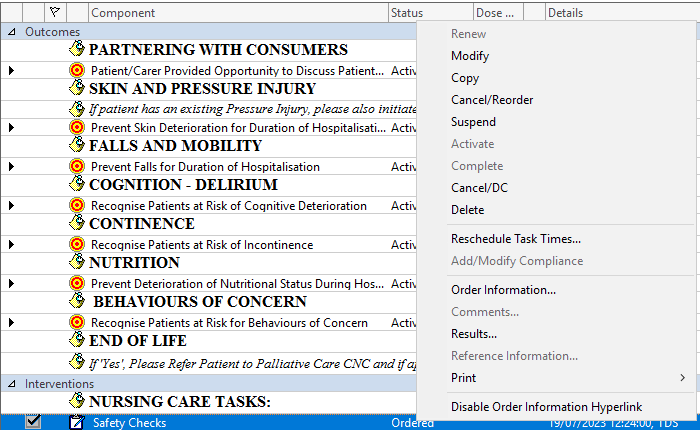 Component Status Dose ... Details
Outcomes
PARTNERING WITH CONSUMERS
Patient/Carer Provided Opportunity to Discuss Patient... Activ
SKIN AND PRESSURE INJURY
If patient has an existing Pressure Injury, please also initiate
Prevent Skin Deterioration for Duration of Hospitalisati... Activ
FALLS AND MOBILITY
Prevent Falls for Duration of Hospitalisation Activ
COGNITION - DELIRIUM
Recognise Patients at Risk of Cognitive Deterioration Activ
CONTINENCE
Recognise Patients at Risk of Incontinence Activ
NUTRITION
Prevent Deterioration of Nutritional Status During Hos... Activ
BEHAVIOURS OF CONCERN
Recognise Patients at Risk for Behaviours of Concern Activ
END OF LIFE
If 'Yes', Please Refer Patient to Palliative Care CNC and if ap
Interventions
NURSING CARE TASKS:
Safety Checks Ordered 19/07/2023 12:24:00, TDS
Renew
Modify
Copy
Cancel/Reorder
Suspend
Activate
Complete
Cancel/DC
Delete
Reschedule Task Times...
Add/Modify Compliance
Order Information...
Comments...
Results...
Reference Information...
Print
Disable Order Information Hyperlink